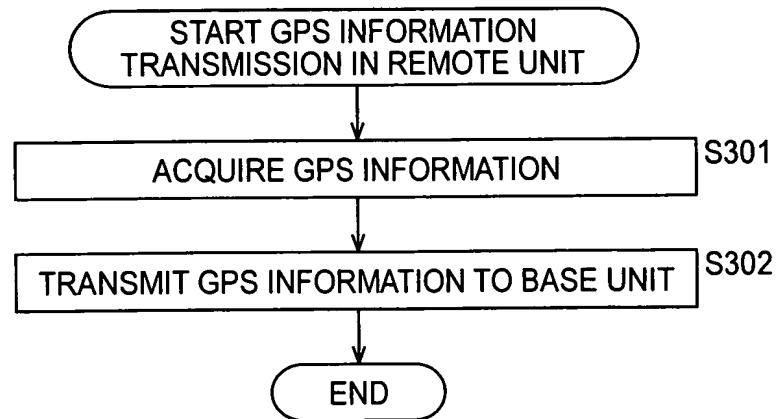 START GPS INFORMATION
TRANSMISSION IN REMOTE UNIT
ACQUIRE GPS INFORMATION
S301
TRANSMIT GPS INFORMATION TO BASE UNIT
S302
END